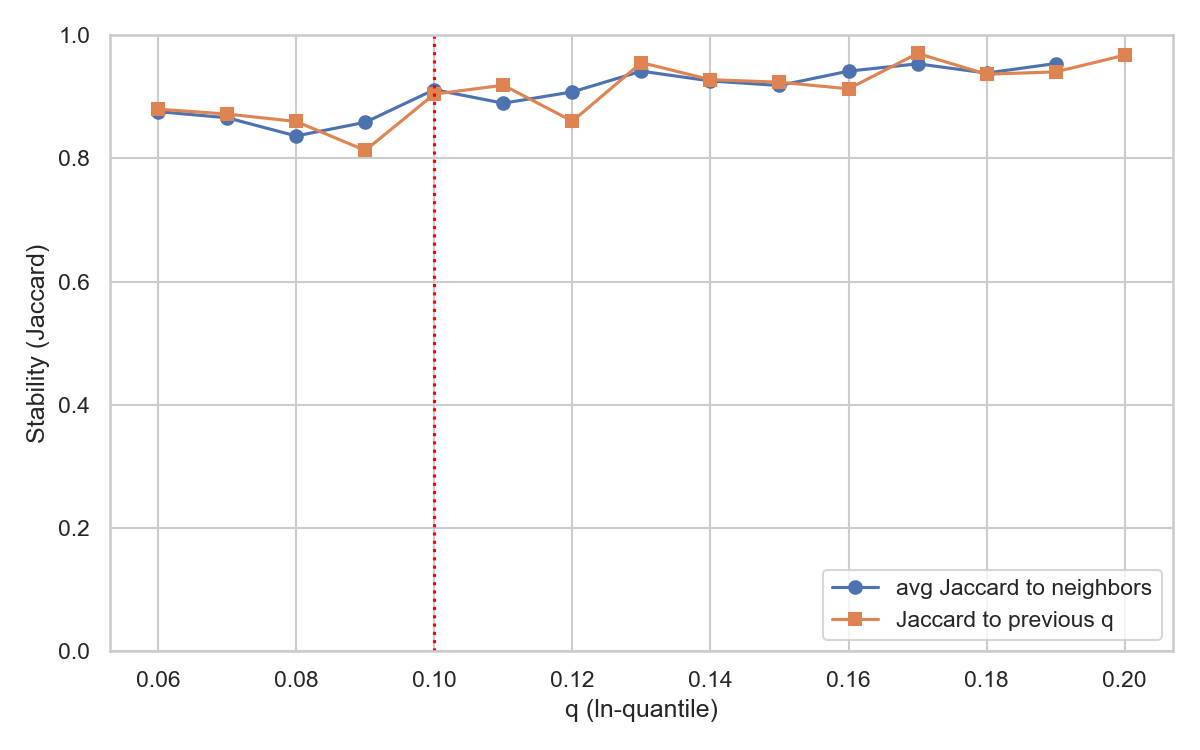 1.0
0.8
0.6
0.4
0.2
0.0
Stability (Jaccard)
avg Jaccard to neighbors
Jaccard to previous q
0.06 0.08 0.10 0.12 0.14 0.16 0.18 0.20
q (ln-quantile)